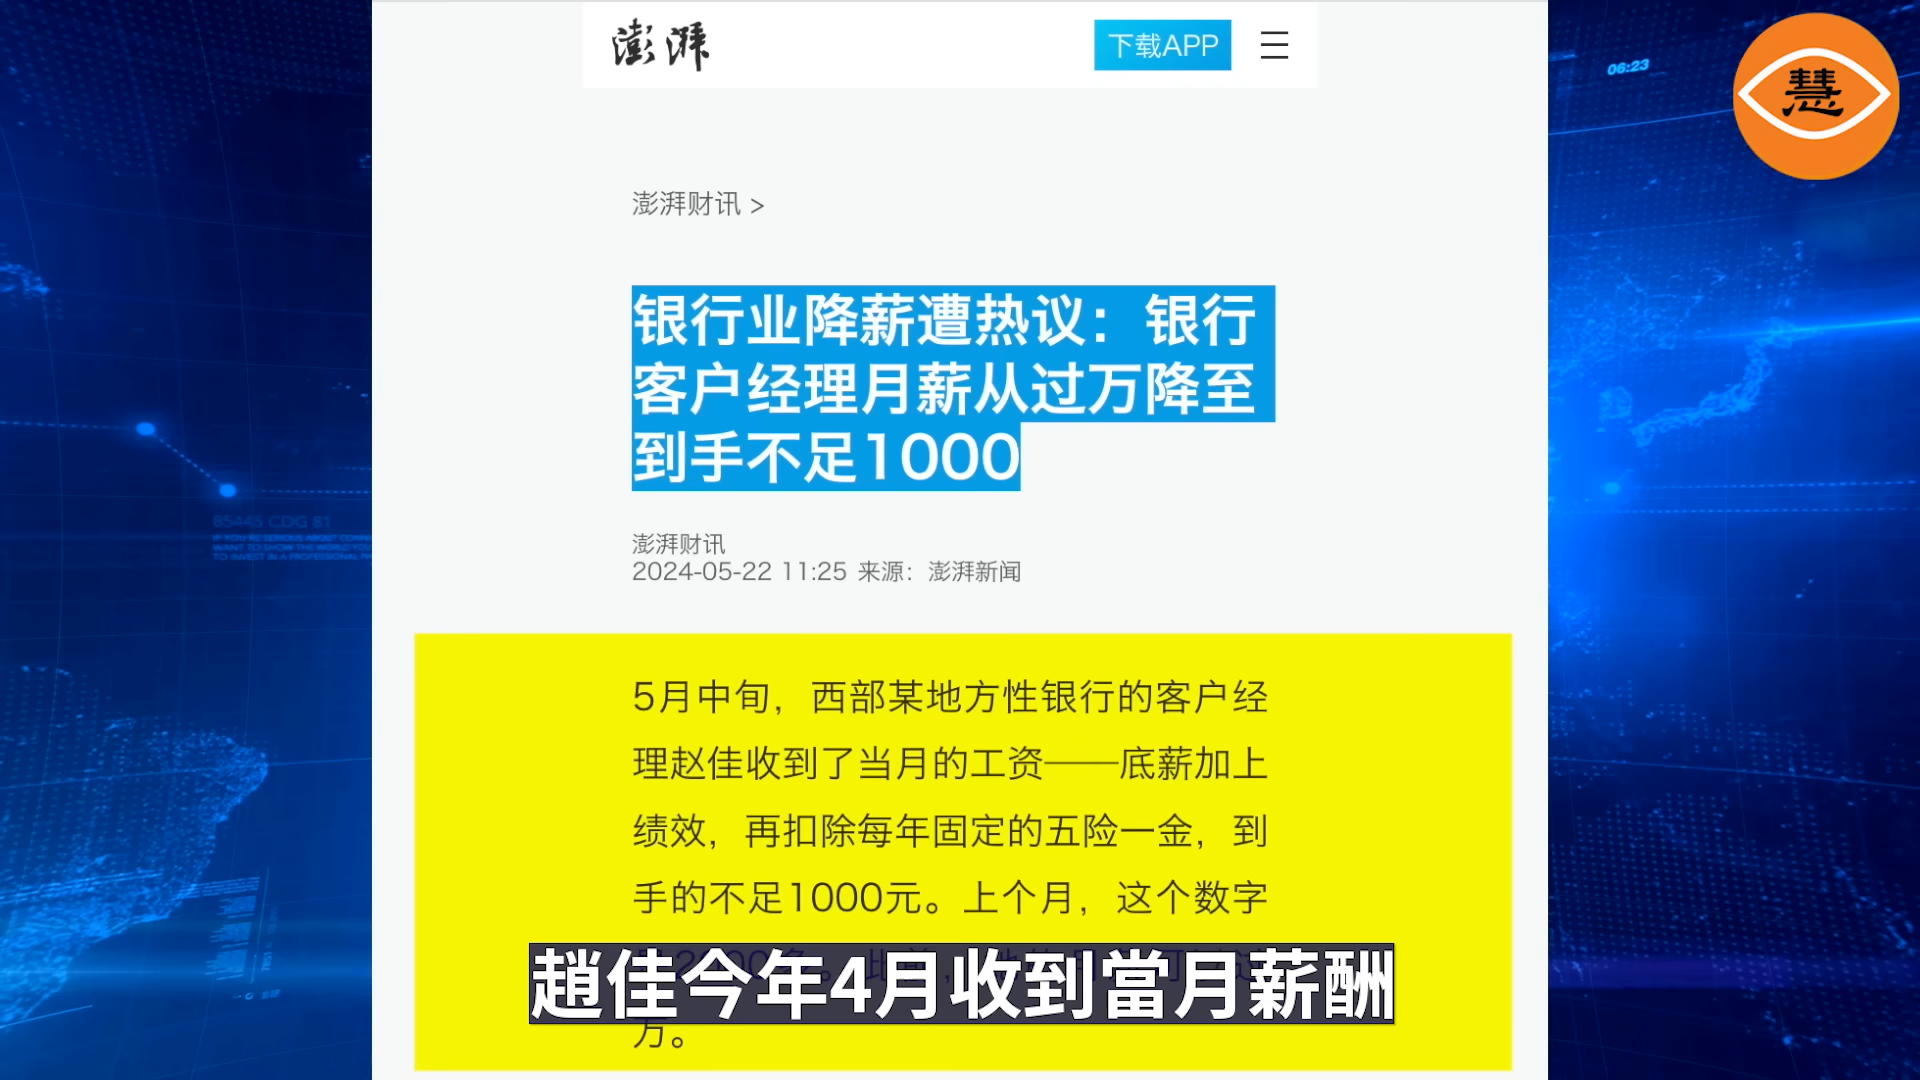 澎湃
下载APP
慧
06:23
澎湃财讯 >
银行业降薪遭热议：银行
客户经理月薪从过万降至
到手不足1000
澎湃财讯
2024-05-22 11:25 来源：澎湃新闻
85445 CDG 81
5月中旬，西部某地方性银行的客户经
理赵佳收到了当月的工资——底薪加上
绩效，再扣除每年固定的五险一金，到
手的不足1000元。上个月，这个数字
趙佳今年4月收到當月薪酬
万。